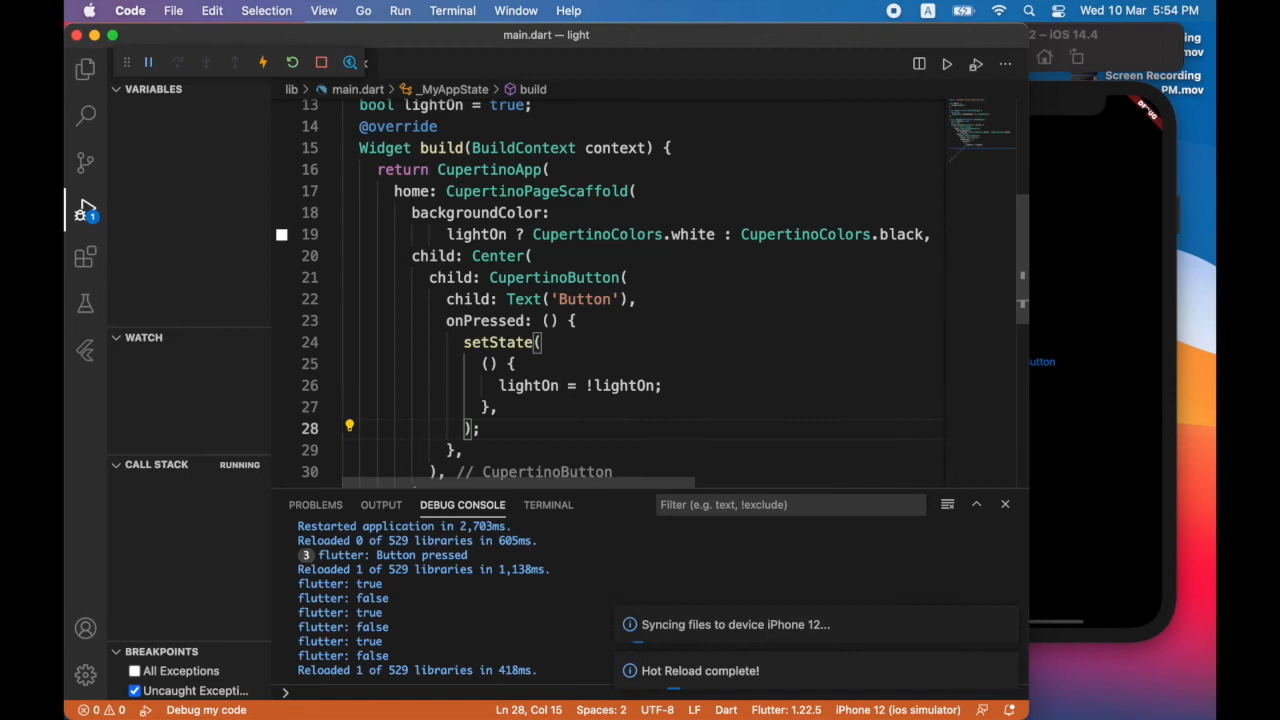 Code File Edit Selection View Go Run Terminal Window Help A Wed 10 Mar 5:54 PM
main.dart — light
2 – iOS 14.4
ing
.mov
Screen Recording
PM.mov
VARIABLES
lib > main.dart > _MyAppState > build
13 bool lightOn = true;
14 @override
15 Widget build(BuildContext context) {
16 return CupertinoApp(
17 home: CupertinoPageScaffold(
18 backgroundColor:
19 lightOn ? CupertinoColors.white : CupertinoColors.black,
20 child: Center(
21 child: CupertinoButton(
22 child: Text('Button'),
23 onPressed: () {
24 setState(
25 () {
26 lightOn = !lightOn;
27 },
28 );
29 },
30 ), // CupertinoButton
1
WATCH
CALL STACK RUNNING
BREAKPOINTS
All Exceptions
Uncaught Excepti...
Button
PROBLEMS OUTPUT DEBUG CONSOLE TERMINAL Filter (e.g. text, !exclude)
Restarted application in 2,703ms.
Reloaded 0 of 529 libraries in 605ms.
3 flutter: Button pressed
Reloaded 1 of 529 libraries in 1,138ms.
flutter: true
flutter: false
flutter: true
flutter: false
flutter: true
flutter: false
Reloaded 1 of 529 libraries in 418ms.
Syncing files to device iPhone 12...
Hot Reload complete!
0 0 Debug my code Ln 28, Col 15 Spaces: 2 UTF-8 LF Dart Flutter: 1.22.5 iPhone 12 (ios simulator)